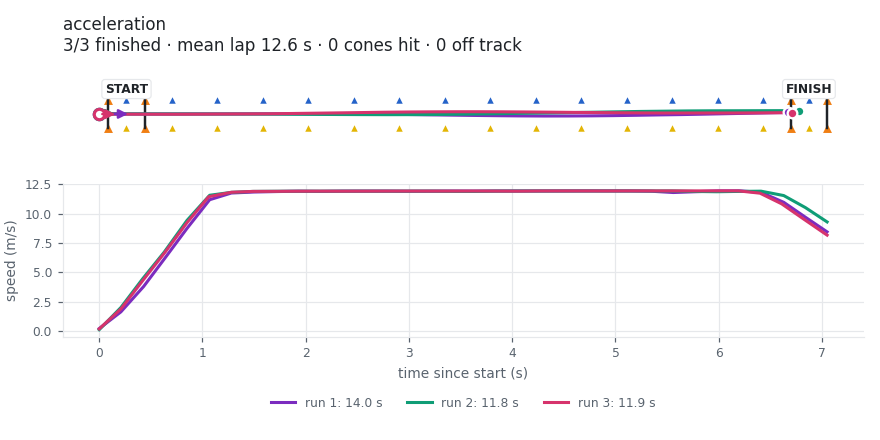 acceleration
3/3 finished · mean lap 12.6 s · 0 cones hit · 0 off track
START
FINISH
12.5
10.0
7.5
5.0
2.5
0.0
speed (m/s)
0 1 2 3 4 5 6 7
time since start (s)
run 1: 14.0 s run 2: 11.8 s run 3: 11.9 s